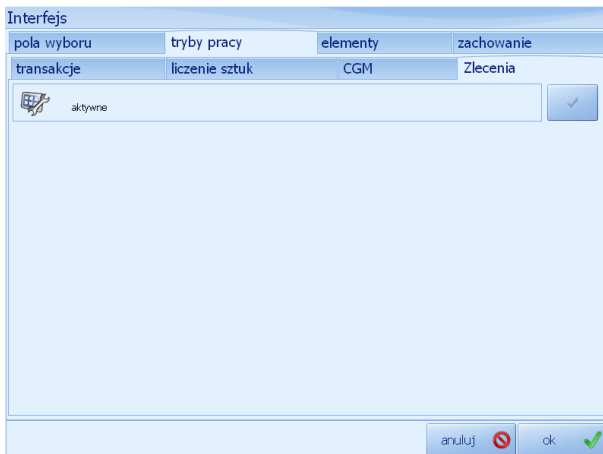 Interfejs
pola wyboru tryby pracy elementy zachowanie
transakcje liczenie sztuk CGM Zlecenia
aktywne
anuluj ok